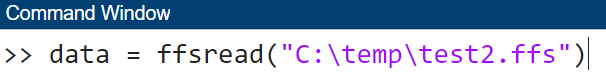 Command Window
>> data = ffsread("C:\temp\test2.ffs")